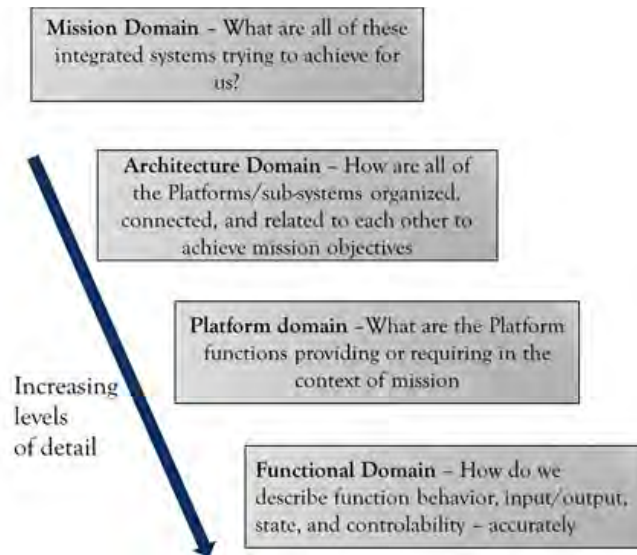 Mission Domain – What are all of these
integrated systems trying to achieve for
us?
Architecture Domain – How are all of
the Platforms/sub-systems organized,
connected, and related to each other to
achieve mission objectives
Platform domain –What are the Platform
functions providing or requiring in the
context of mission
Increasing
levels
of detail
Functional Domain – How do we
describe function behavior, input/output,
state, and controlability – accurately